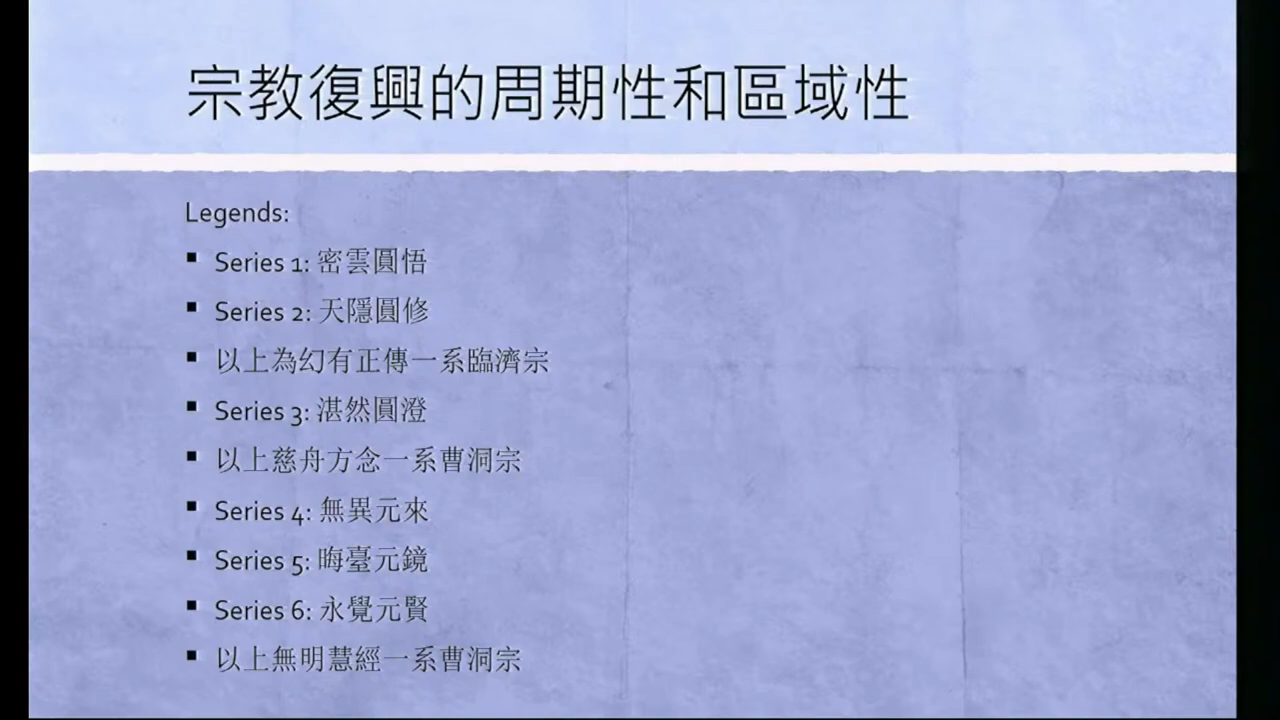 宗教復興的周期性和區域性
Legends:
▪ Series 1: 密雲圓悟
▪ Series 2: 天隱圓修
▪ 以上為幻有正傳一系臨濟宗
▪ Series 3: 湛然圓澄
▪ 以上慈舟方念一系曹洞宗
▪ Series 4: 無異元來
▪ Series 5: 晦臺元鏡
▪ Series 6: 永覺元賢
▪ 以上無明慧經一系曹洞宗